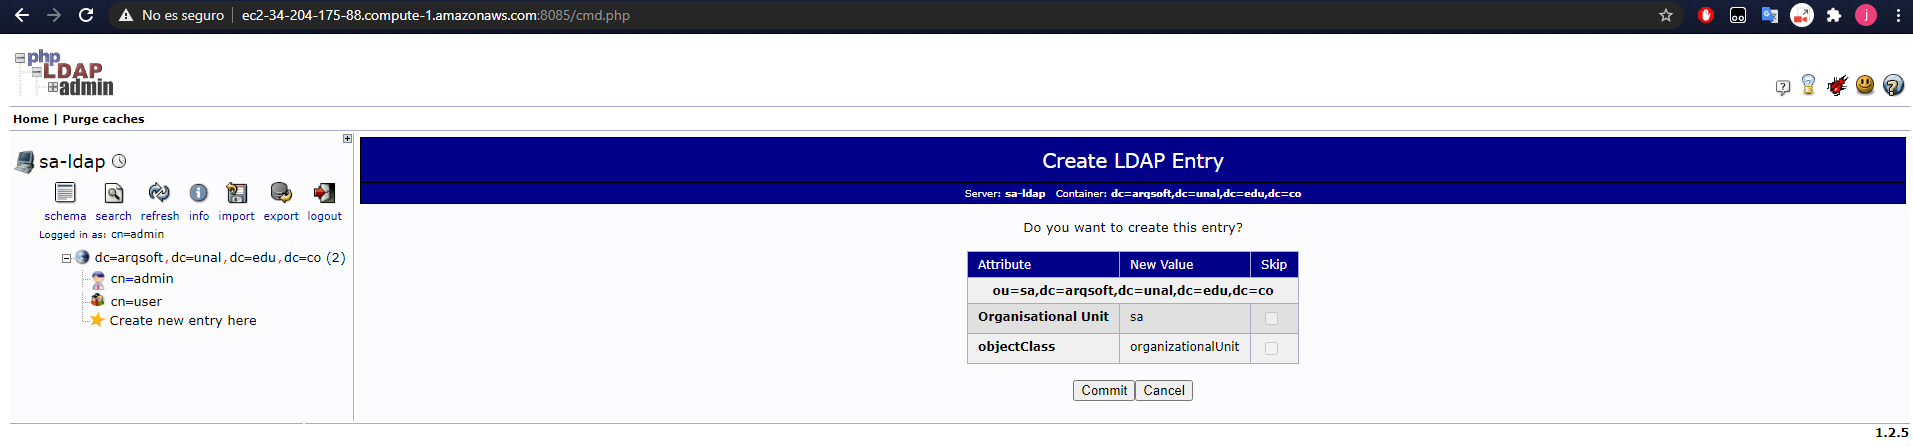 No es seguro | ec2-34-204-175-88.compute-1.amazonaws.com:8085/cmd.php
j
php
LDAP
admin
Home | Purge caches
sa-ldap
schema search refresh info import export logout
Logged in as: cn=admin
dc=arqsoft,dc=unal,dc=edu,dc=co (2)
cn=admin
cn=user
Create new entry here
Create LDAP Entry
Server: sa-ldap Container: dc=arqsoft,dc=unal,dc=edu,dc=co
Do you want to create this entry?
Attribute New Value Skip
ou=sa,dc=arqsoft,dc=unal,dc=edu,dc=co
Organisational Unit sa
objectClass organizationalUnit
Commit Cancel
1.2.5